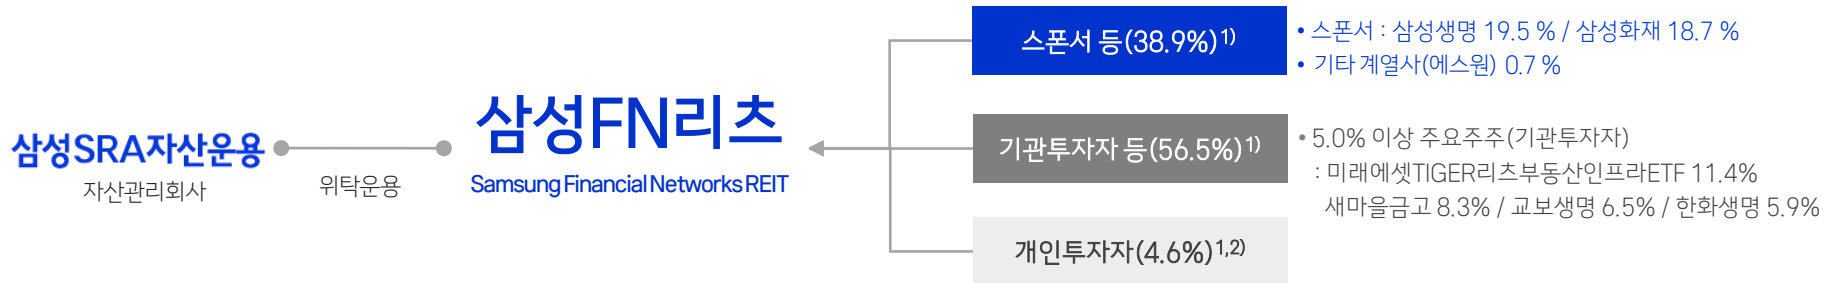 삼성SRA자산운용
자산관리회사
위탁운용
삼성FN리츠
Samsung Financial Networks REIT
스폰서 등(38.9%)1)
• 스폰서 : 삼성생명 19.5 % / 삼성화재 18.7 %
• 기타 계열사(에스원) 0.7 %
기관투자자 등(56.5%)1)
• 5.0% 이상 주요주주(기관투자자)
: 미래에셋TIGER리츠부동산인프라ETF 11.4%
새마을금고 8.3% / 교보생명 6.5% / 한화생명 5.9%
개인투자자(4.6%)1,2)